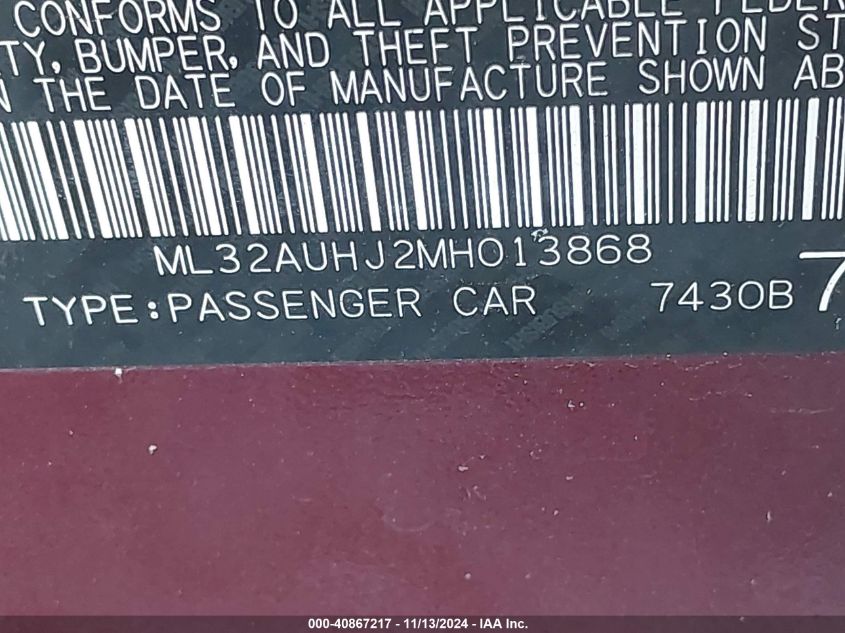 CONFORMS TO ALL APPLICABLE FEDER
TY, BUMPER, AND THEFT PREVENTION ST
N THE DATE OF MANUFACTURE SHOWN AB
ML32AUHJ2MH013868
TYPE:PASSENGER CAR 7430B 7
000-40867217 - 11/13/2024 - IAA Inc.